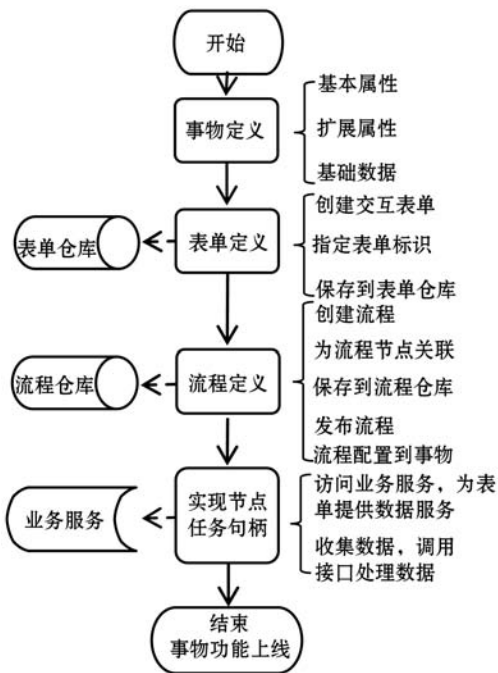 开始
基本属性
事物定义
扩展属性
基础数据
创建交互表单
表单仓库
表单定义
指定表单标识
保存到表单仓库
创建流程
为流程节点关联
流程仓库
流程定义
保存到流程仓库
发布流程
流程配置到事物
业务服务
实现节点
任务句柄
访问业务服务，为表
单提供数据服务
收集数据，调用
接口处理数据
结束
事物功能上线